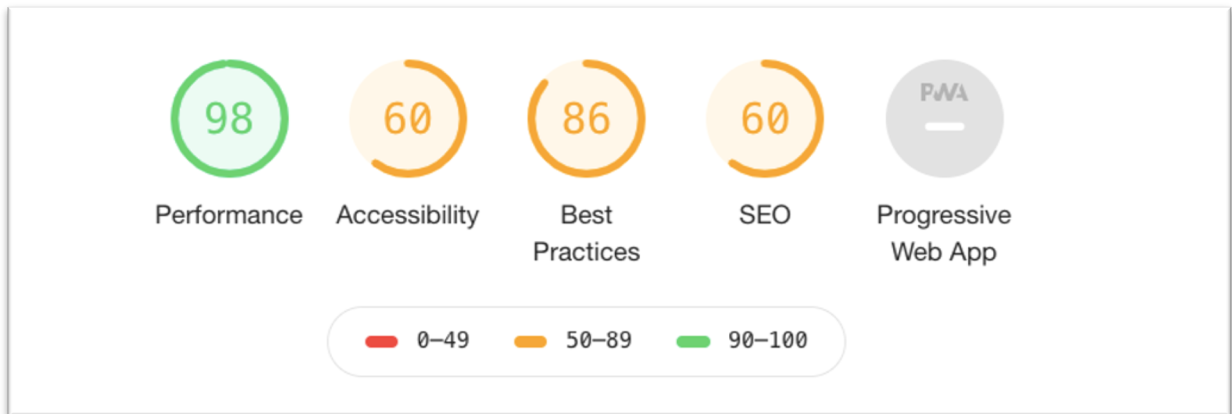 98
60
86
60
PWA
Performance
Accessibility
Best
Practices
SEO
Progressive
Web App
0–49
50–89
90–100